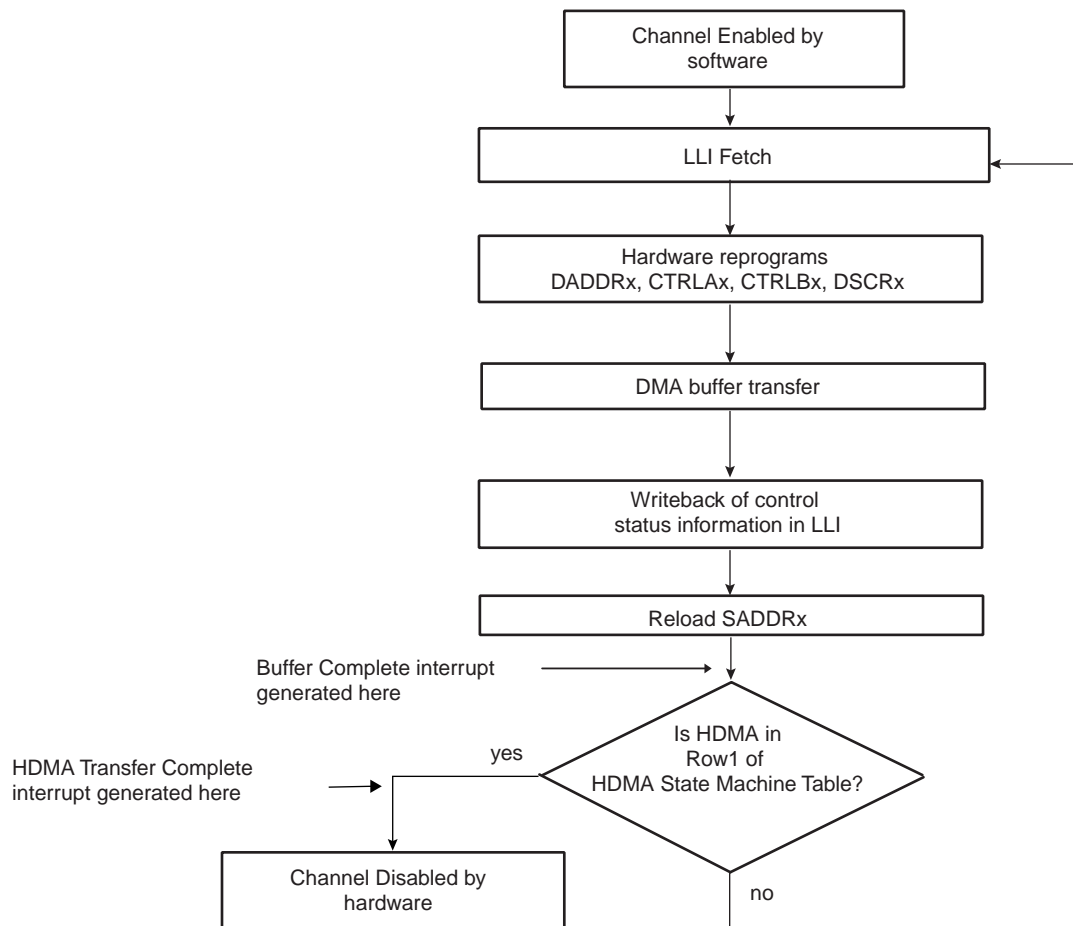 Channel Enabled by
software
LLI Fetch
Hardware reprograms
DADDRx, CTRLAx, CTRLBx, DSCRx
DMA buffer transfer
Writeback of control
status information in LLI
Reload SADDRx
Buffer Complete interrupt
generated here
Is HDMA in
Row1 of
HDMA State Machine Table?
yes
HDMA Transfer Complete
interrupt generated here
Channel Disabled by
hardware
no